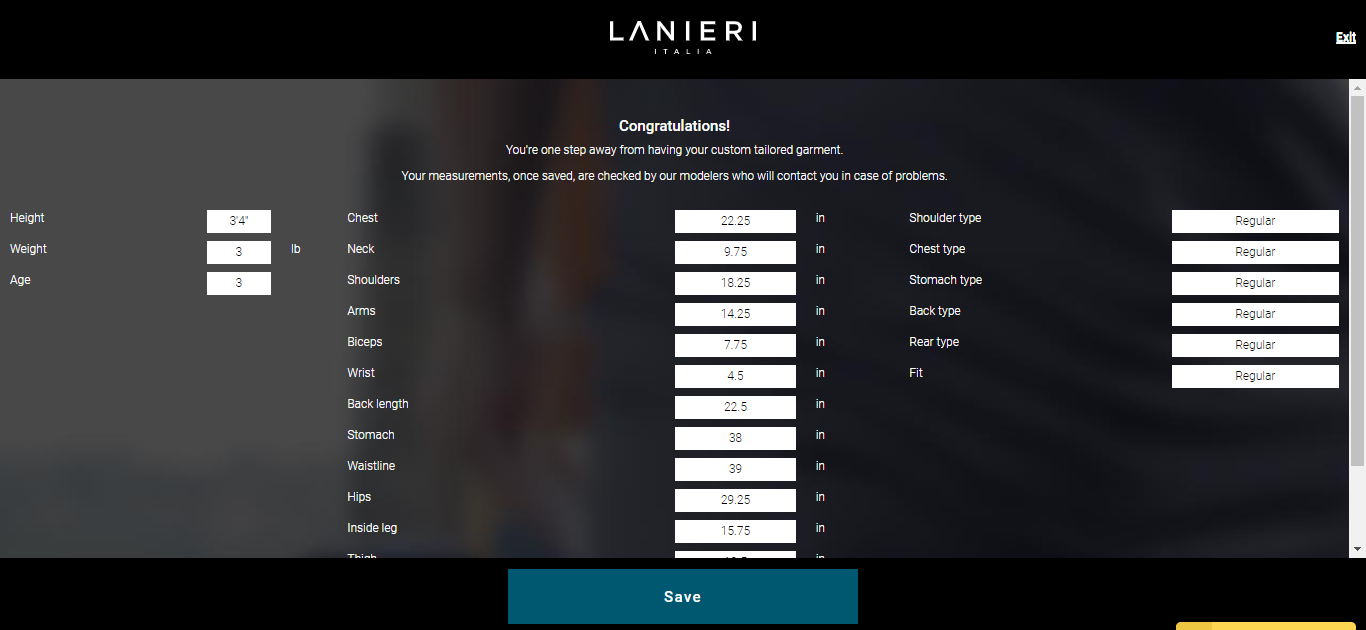 LANIERI
ITALIA
Exit
Congratulations!
You're one step away from having your custom tailored garment.
Your measurements, once saved, are checked by our modelers who will contact you in case of problems.
Height 3'4"
Weight 3 lb
Age 3
Chest 22.25 in
Neck 9.75 in
Shoulders 18.25 in
Arms 14.25 in
Biceps 7.75 in
Wrist 4.5 in
Back length 22.5 in
Stomach 38 in
Waistline 39 in
Hips 29.25 in
Inside leg 15.75 in
Thigh in
Shoulder type Regular
Chest type Regular
Stomach type Regular
Back type Regular
Rear type Regular
Fit Regular
Save